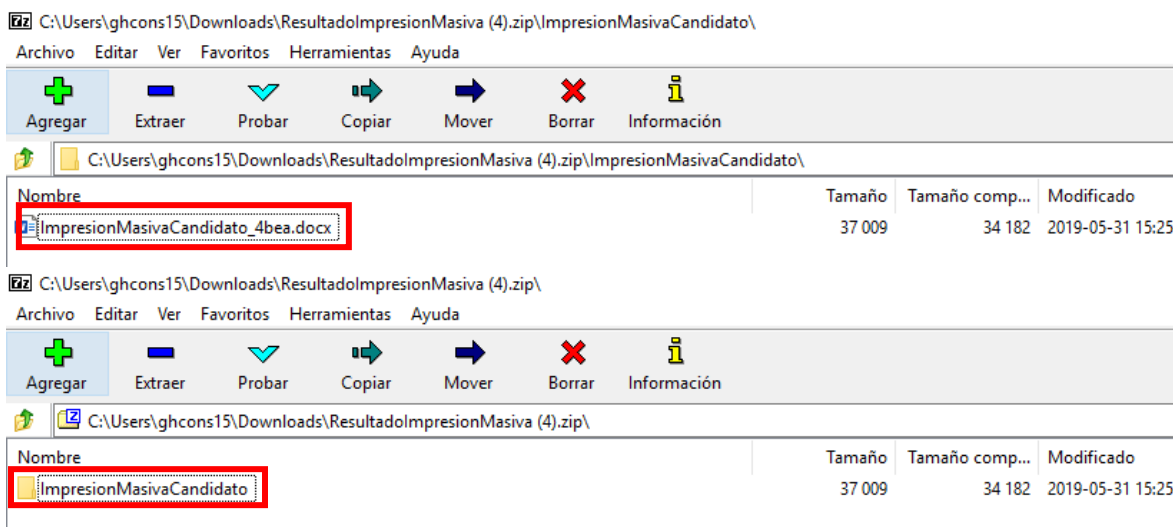 C:\Users\ghcons15\Downloads\ResultadoImpresionMasiva (4).zip\ImpresionMasivaCandidato\
Archivo Editar Ver Favoritos Herramientas Ayuda
Agregar Extraer Probar Copiar Mover Borrar Información
C:\Users\ghcons15\Downloads\ResultadoImpresionMasiva (4).zip\ImpresionMasivaCandidato\
Nombre Tamaño Tamaño comp... Modificado
ImpresionMasivaCandidato_4bea.docx 37 009 34 182 2019-05-31 15:25
C:\Users\ghcons15\Downloads\ResultadoImpresionMasiva (4).zip\
Archivo Editar Ver Favoritos Herramientas Ayuda
Agregar Extraer Probar Copiar Mover Borrar Información
C:\Users\ghcons15\Downloads\ResultadoImpresionMasiva (4).zip\
Nombre Tamaño Tamaño comp... Modificado
ImpresionMasivaCandidato 37 009 34 182 2019-05-31 15:25